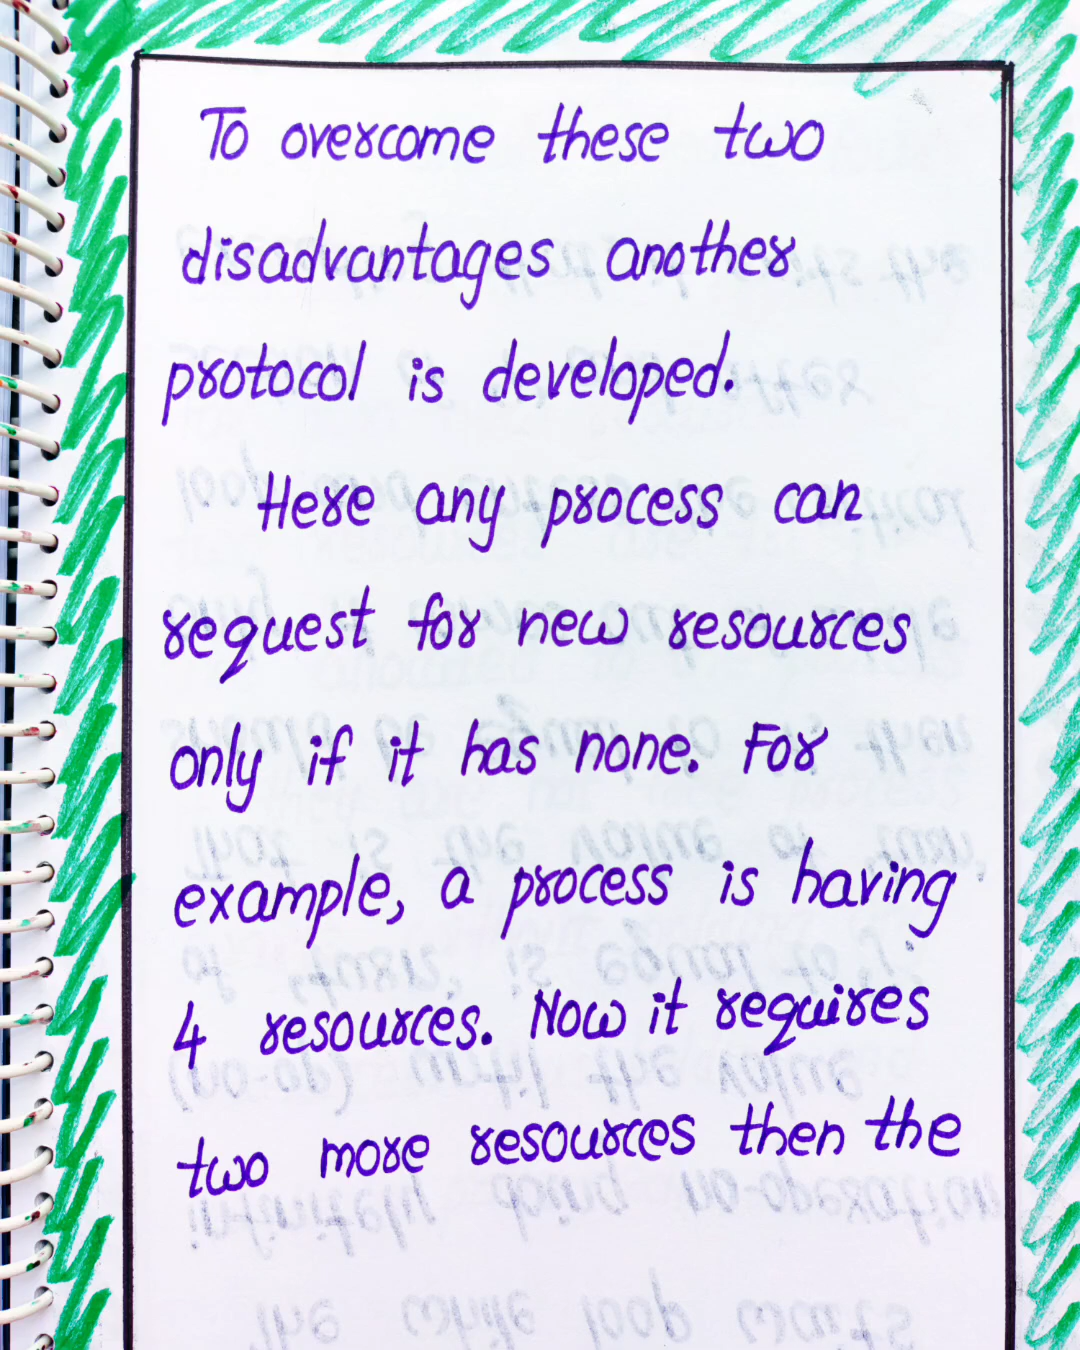 To overcome these two
disadvantages another
protocol is developed.
Here any process can
request for new resources
only if it has none. For
example, a process is having
4 resources. Now it requires
two more resources then the